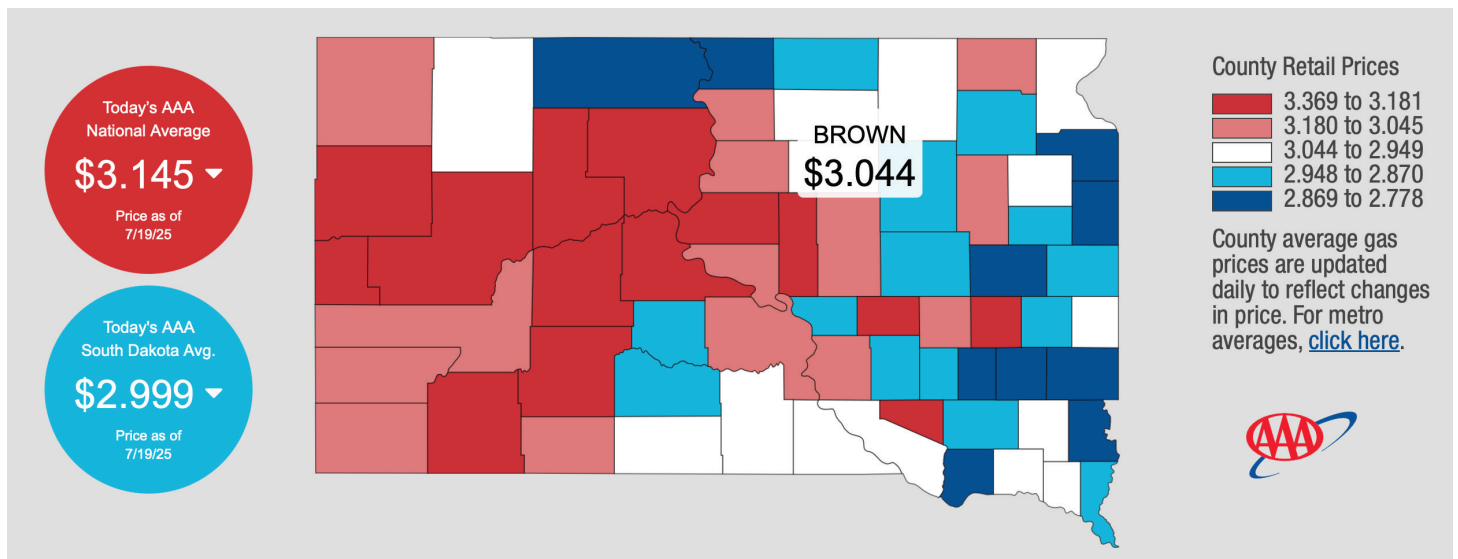 Today's AAA
National Average
$3.145
Price as of
7/19/25
Today's AAA
South Dakota Avg.
$2.999
Price as of
7/19/25
BROWN
$3.044
County Retail Prices
3.369 to 3.181
3.180 to 3.045
3.044 to 2.949
2.948 to 2.870
2.869 to 2.778
County average gas
prices are updated
daily to reflect changes
in price. For metro
averages, click here.
AAA